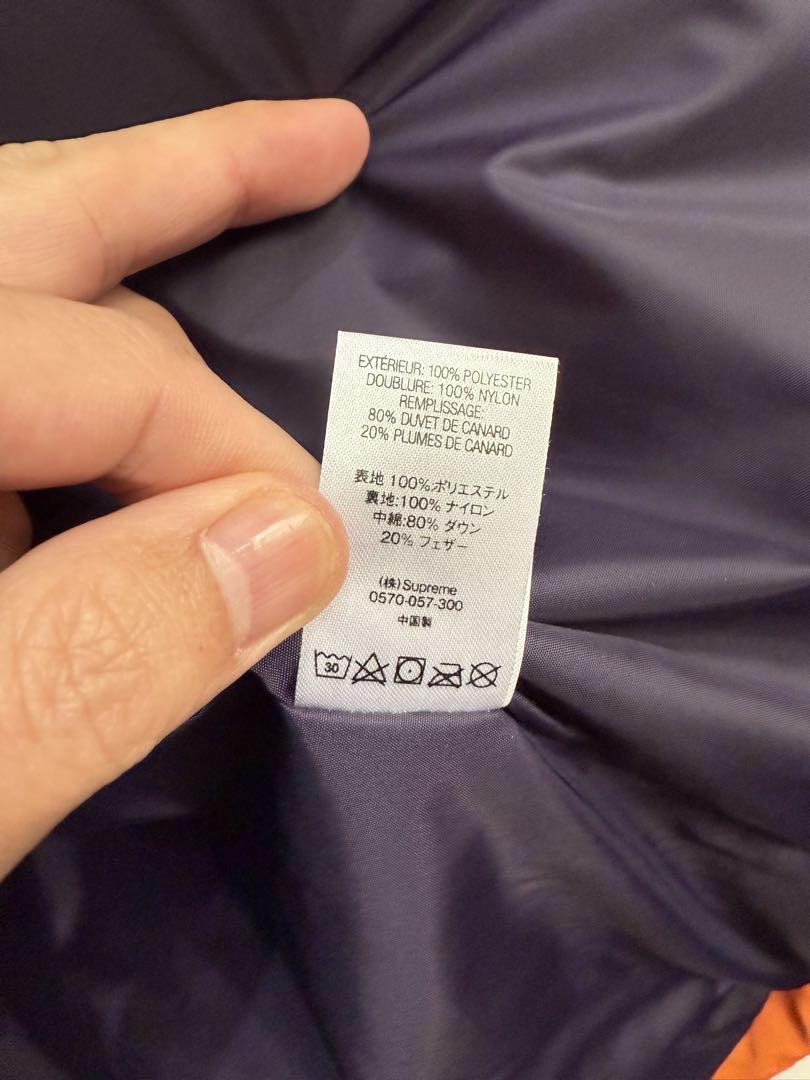 EXTÉRIEUR: 100% POLYESTER
DOUBLURE: 100% NYLON
REMPLISSAGE:
80% DUVET DE CANARD
20% PLUMES DE CANARD
表地 100%ポリエステル
裏地:100% ナイロン
中綿:80% ダウン
20% フェザー
(株)Supreme
0570-057-300
中国製
30